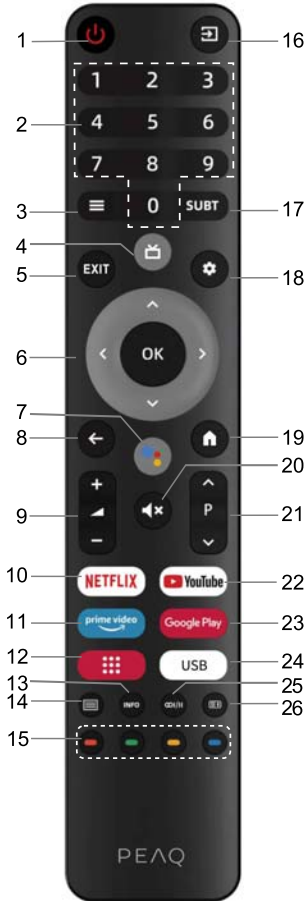 1 16
1 2 3
2 4 5 6
7 8 9
3 0 SUBT 17
4
5 EXIT 18
6 OK
7
8 19
20
9 + P 21
−
10 NETFLIX YouTube 22
11 prime video Google Play 23
12 USB 24
13 25
14 INFO I/II 26
15
PEAQ